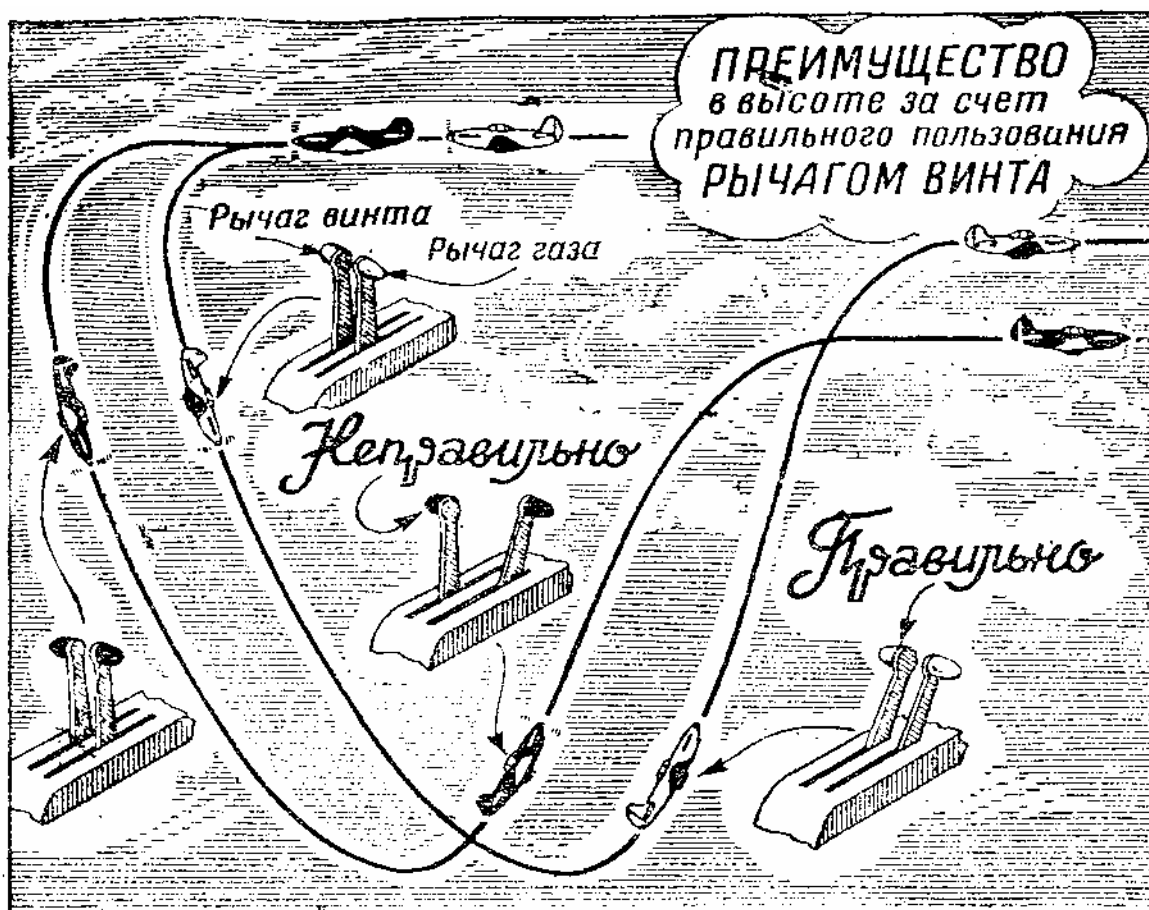 ПРЕИМУЩЕСТВО
в высоте за счет
правильного пользования
РЫЧАГОМ ВИНТА
Рычаг винта
Рычаг газа
Неправильно
Правильно